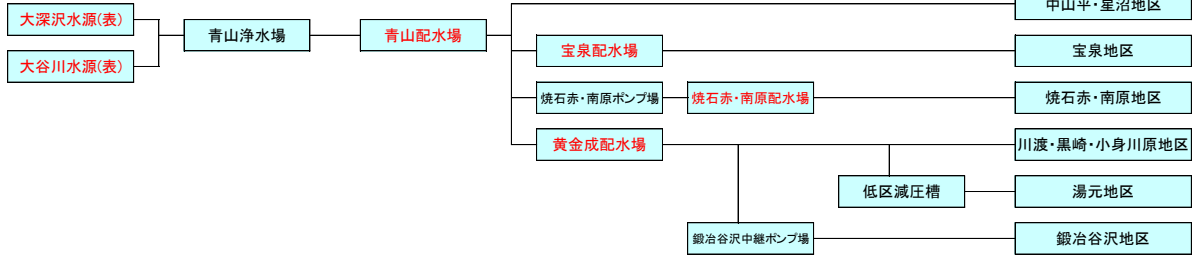 中山平・星沼地区
大深沢水源(表)
青山浄水場
青山配水場
大谷川水源(表)
宝泉配水場
宝泉地区
焼石赤・南原ポンプ場
焼石赤・南原配水場
焼石赤・南原地区
黄金成配水場
川渡・黒崎・小身川原地区
低区減圧槽
湯元地区
鍛冶谷沢中継ポンプ場
鍛冶谷沢地区